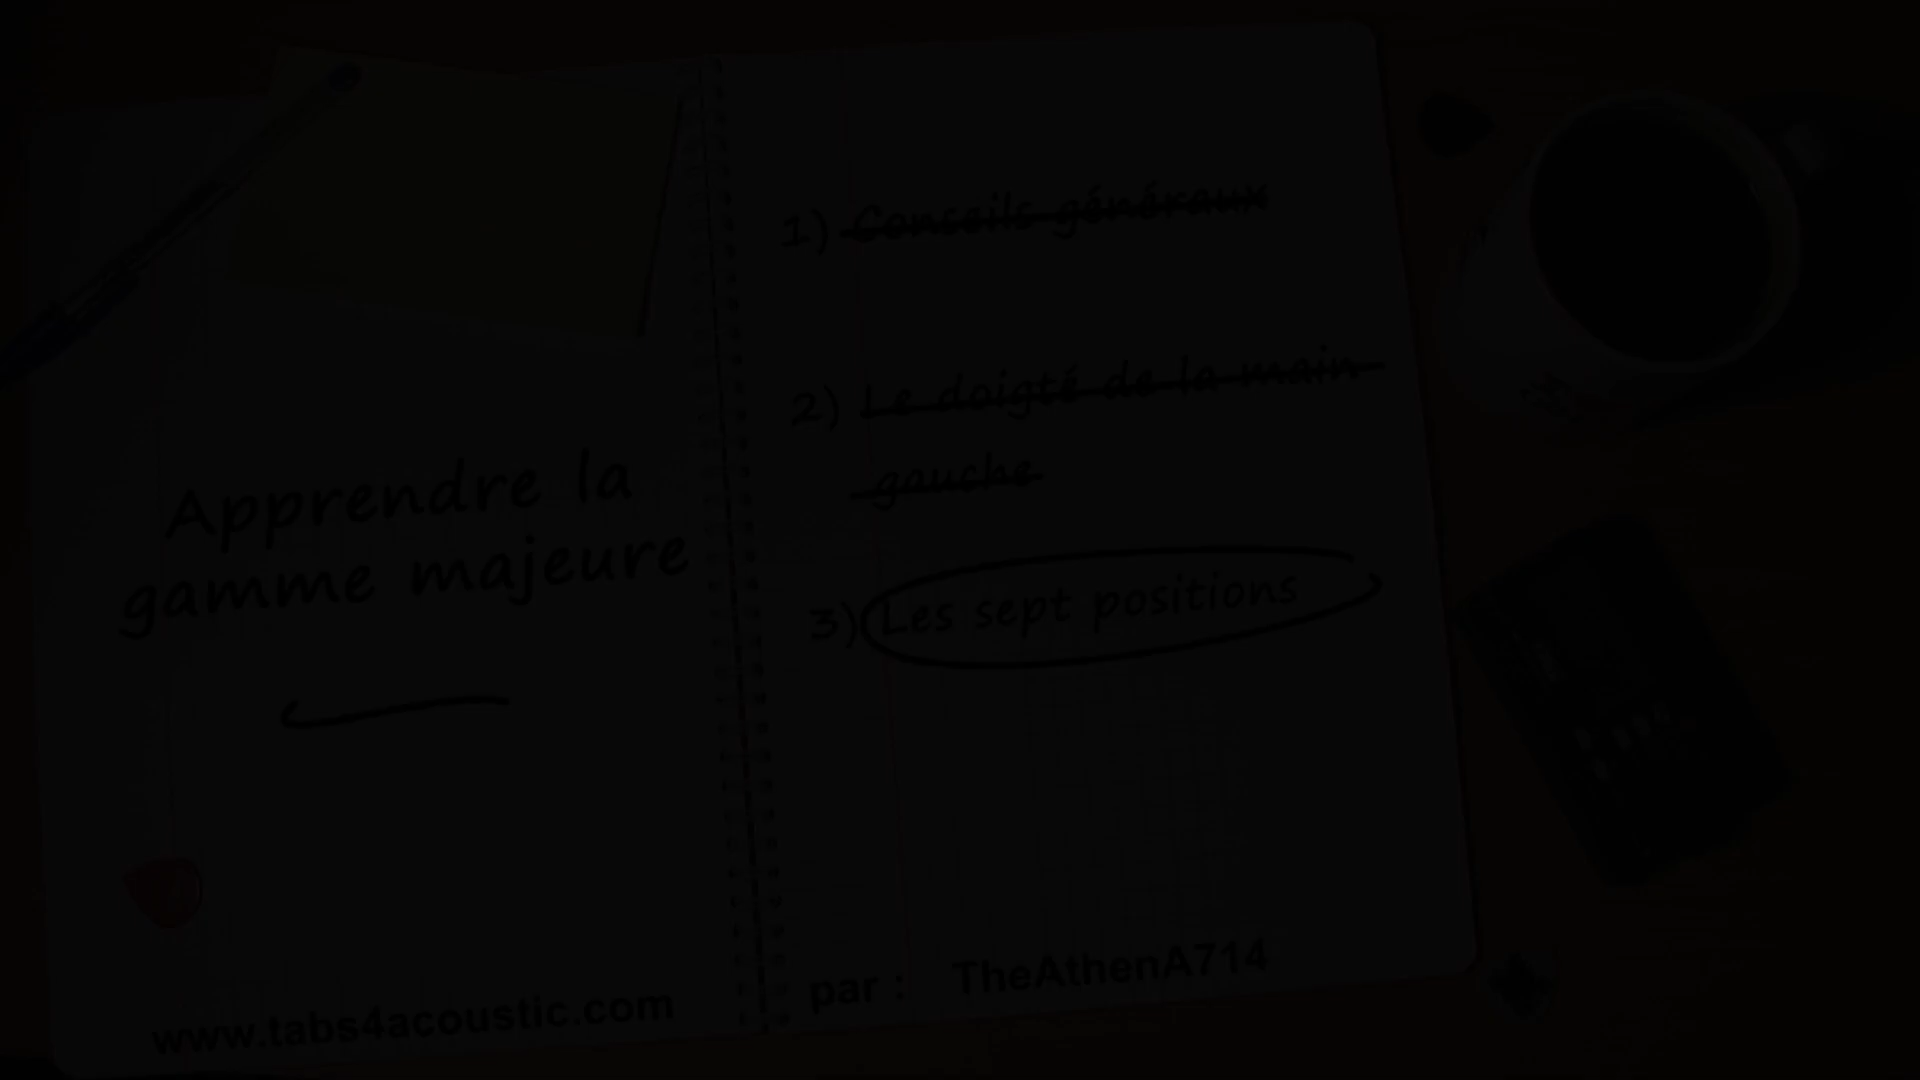 Apprendre la
gamme majeure
www.tabs4acoustic.com
1) Conseils généraux
2) Le doigté de la main
gauche
3) Les sept positions
par : TheAthenA714